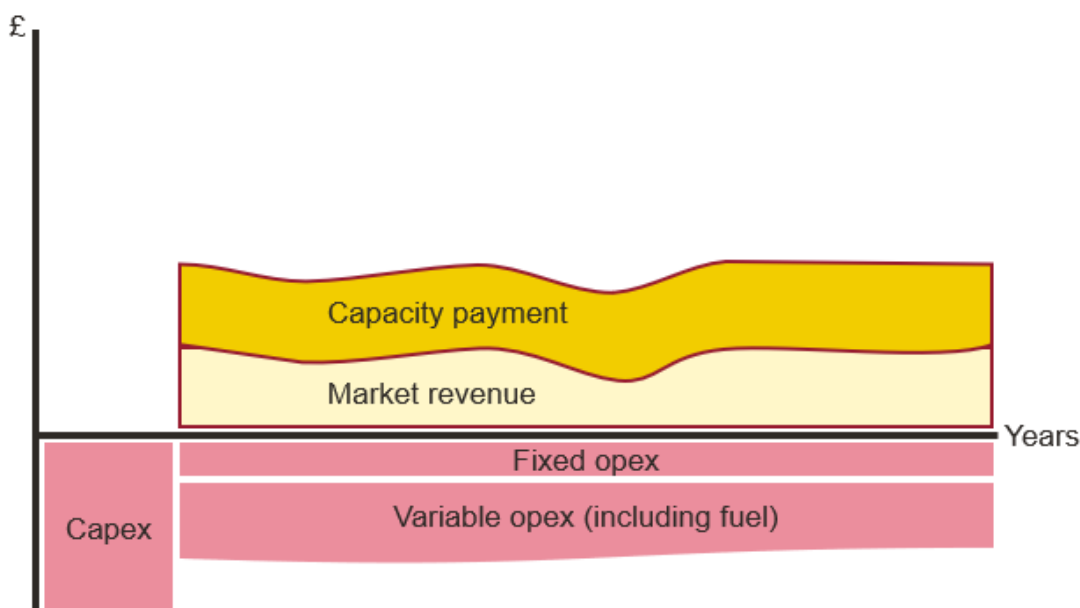 £
Capacity payment
Market revenue
Years
Fixed opex
Variable opex (including fuel)
Capex